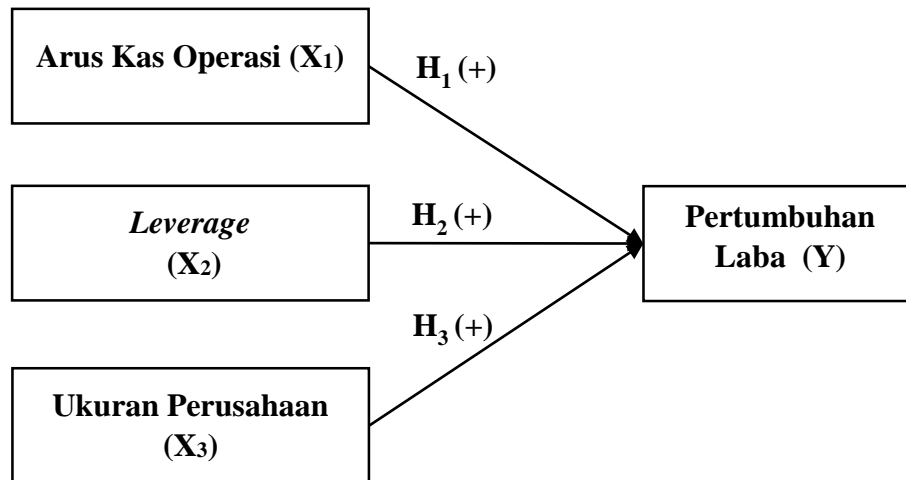 Arus Kas Operasi (X₁)
H₁ (+)
Leverage
(X₂)
H₂ (+)
Pertumbuhan
Laba (Y)
H₃ (+)
Ukuran Perusahaan
(X₃)